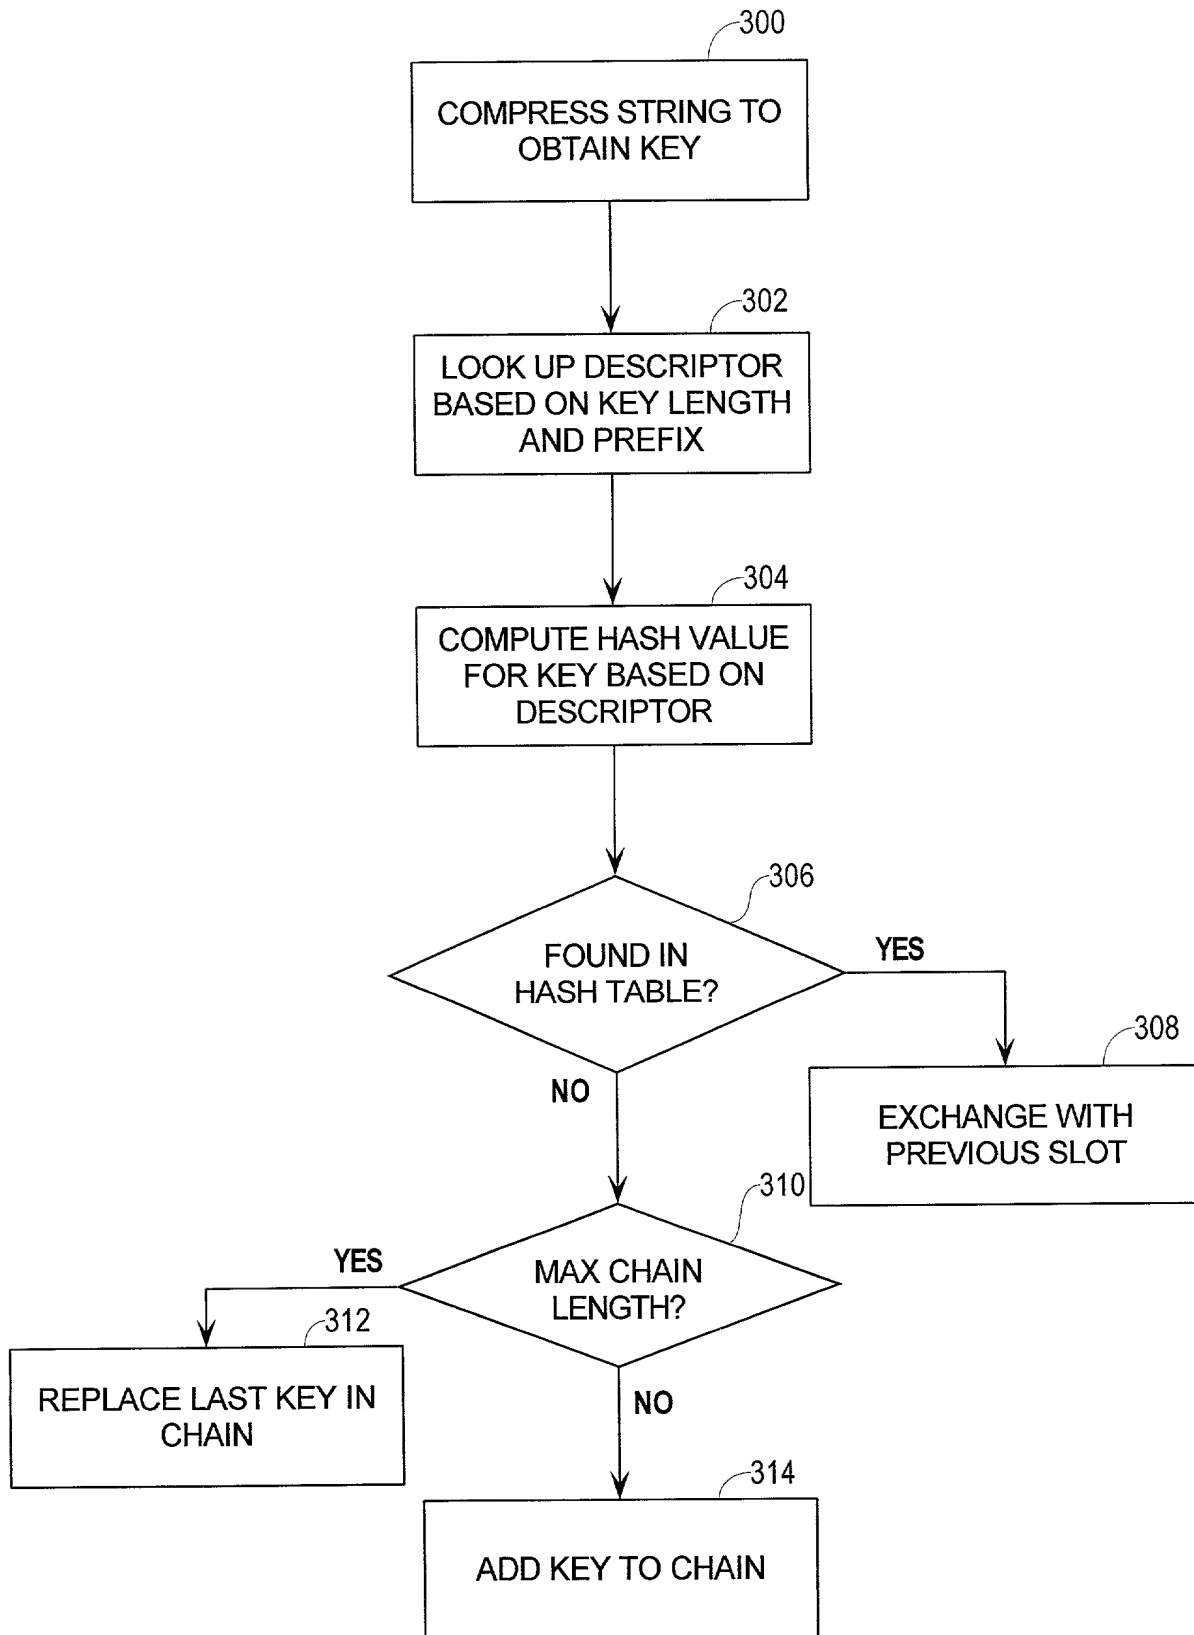 300
COMPRESS STRING TO
OBTAIN KEY
302
LOOK UP DESCRIPTOR
BASED ON KEY LENGTH
AND PREFIX
304
COMPUTE HASH VALUE
FOR KEY BASED ON
DESCRIPTOR
306
FOUND IN
HASH TABLE?
YES
308
EXCHANGE WITH
PREVIOUS SLOT
NO
310
MAX CHAIN
LENGTH?
YES
312
REPLACE LAST KEY IN
CHAIN
NO
314
ADD KEY TO CHAIN